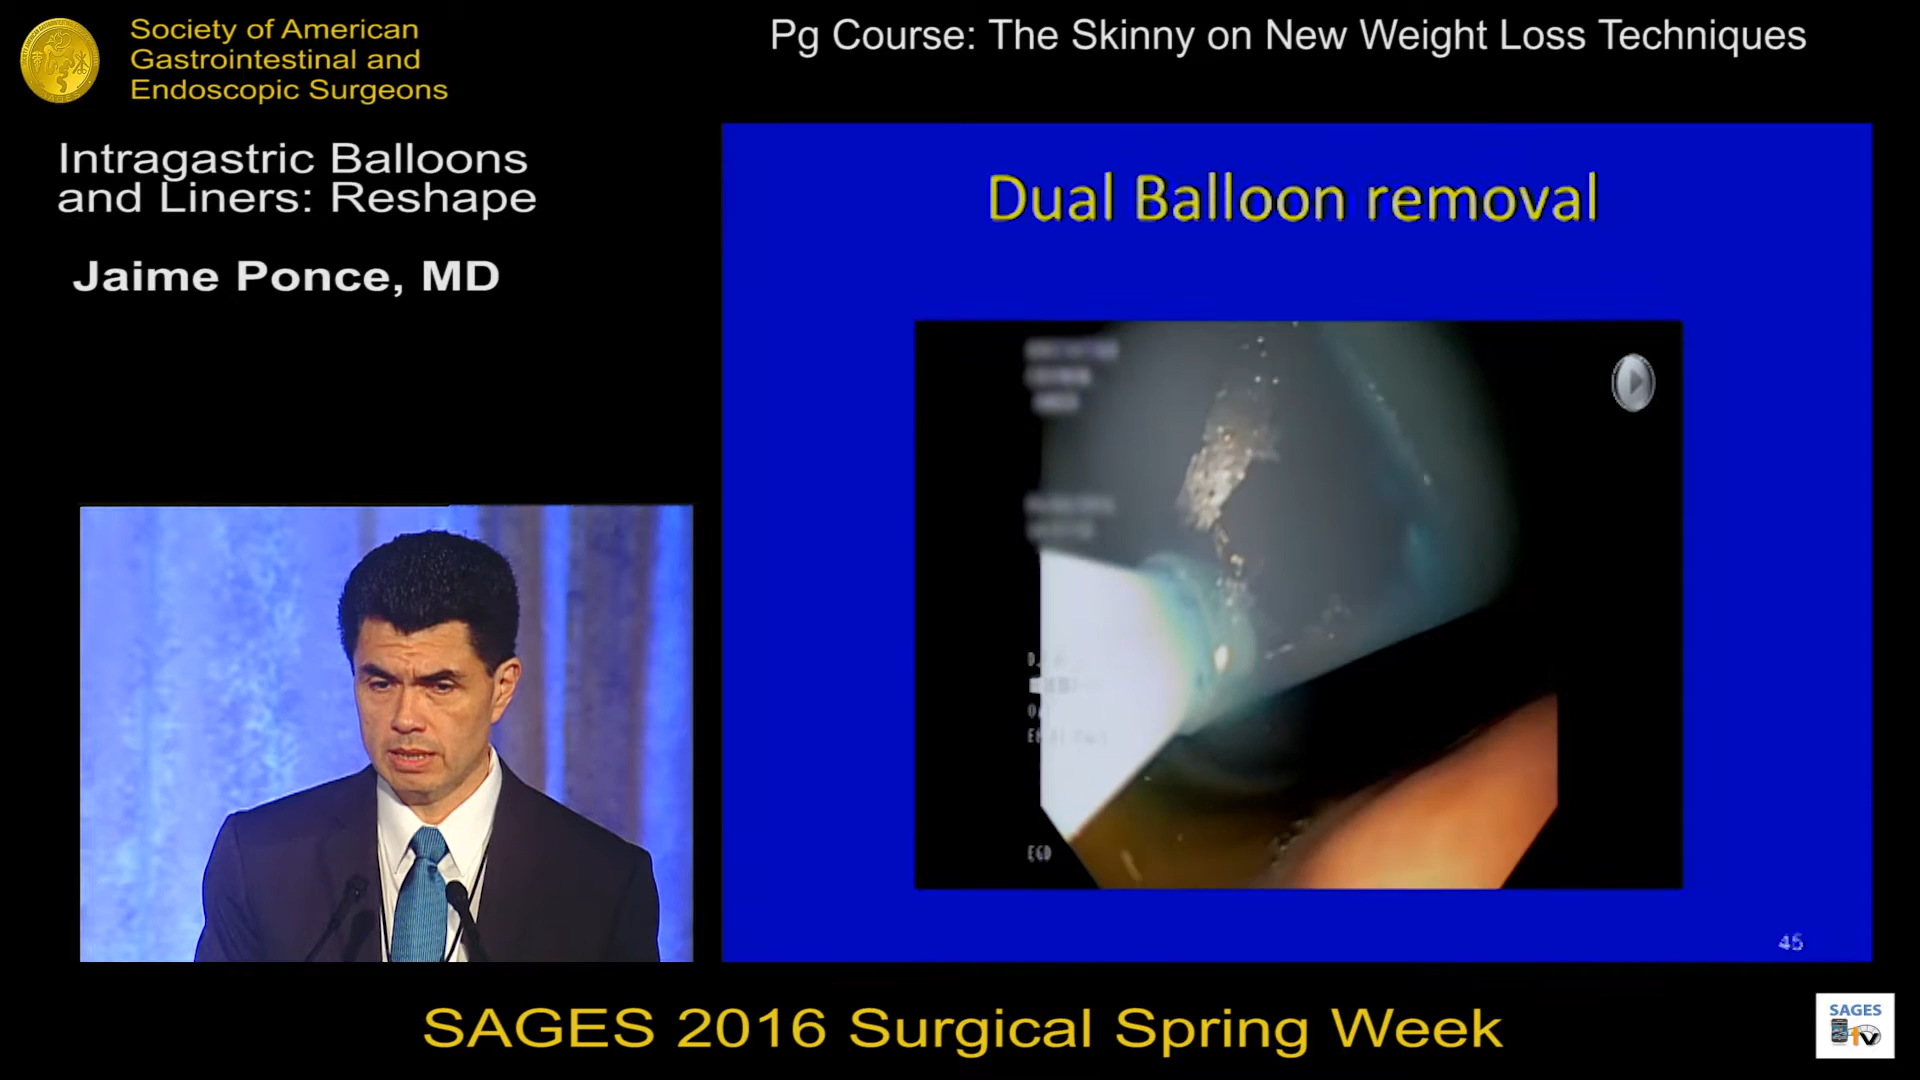 Society of American
Gastrointestinal and
Endoscopic Surgeons
Pg Course: The Skinny on New Weight Loss Techniques
Intragastric Balloons
and Liners: Reshape
Jaime Ponce, MD
Dual Balloon removal
EGD
45
SAGES 2016 Surgical Spring Week
SAGES
TV